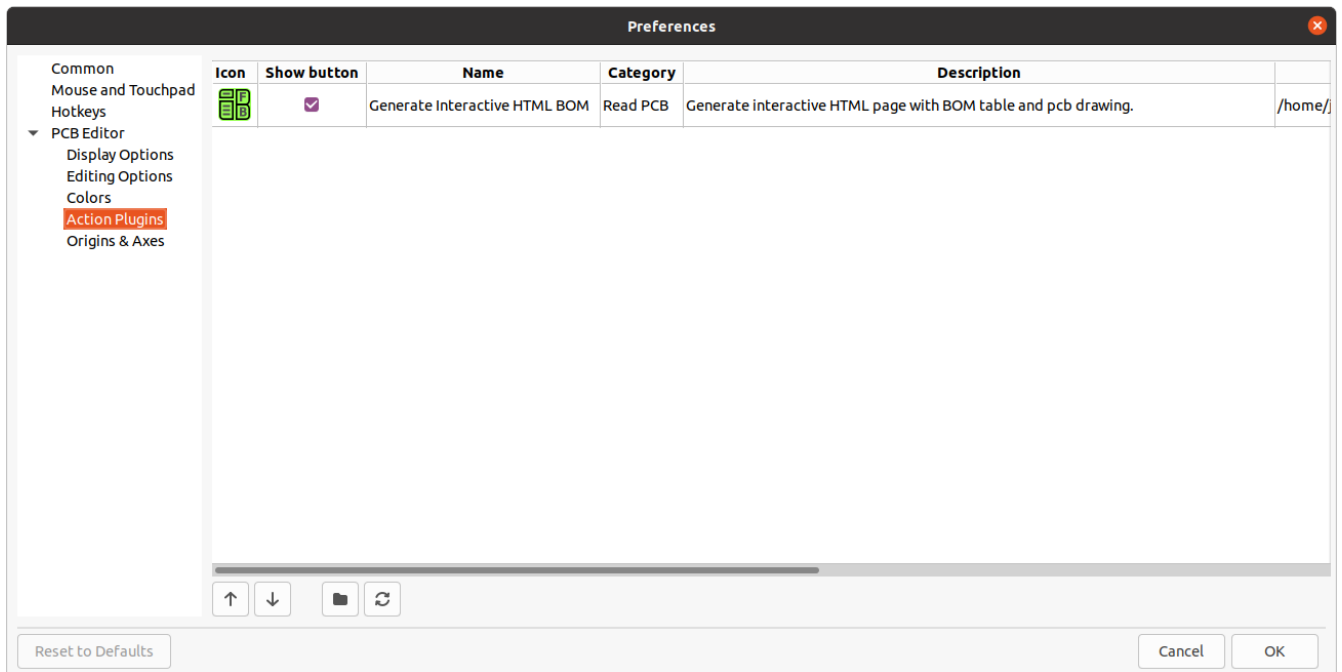 Preferences
Common
Mouse and Touchpad
Hotkeys
PCB Editor
Display Options
Editing Options
Colors
Action Plugins
Origins & Axes
Icon Show button Name Category Description
F
B
Generate Interactive HTML BOM Read PCB Generate interactive HTML page with BOM table and pcb drawing. /home/j
Reset to Defaults
Cancel
OK